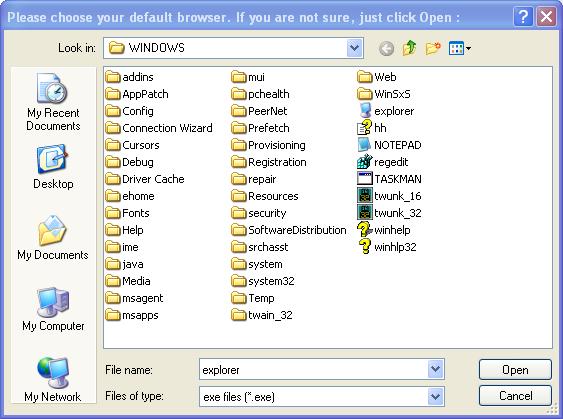 Please choose your default browser. If you are not sure, just click Open :
Look in: WINDOWS
My Recent
Documents
Desktop
My Documents
My Computer
My Network
addins
AppPatch
Config
Connection Wizard
Cursors
Debug
Driver Cache
ehome
Fonts
Help
ime
java
Media
msagent
msapps
mui
pchealth
PeerNet
Prefetch
Provisioning
Registration
repair
Resources
security
SoftwareDistribution
srchasst
system
system32
Temp
twain_32
Web
WinSxS
explorer
hh
NOTEPAD
regedit
TASKMAN
twunk_16
twunk_32
winhelp
winhlp32
File name: explorer Open
Files of type: exe files (*.exe) Cancel